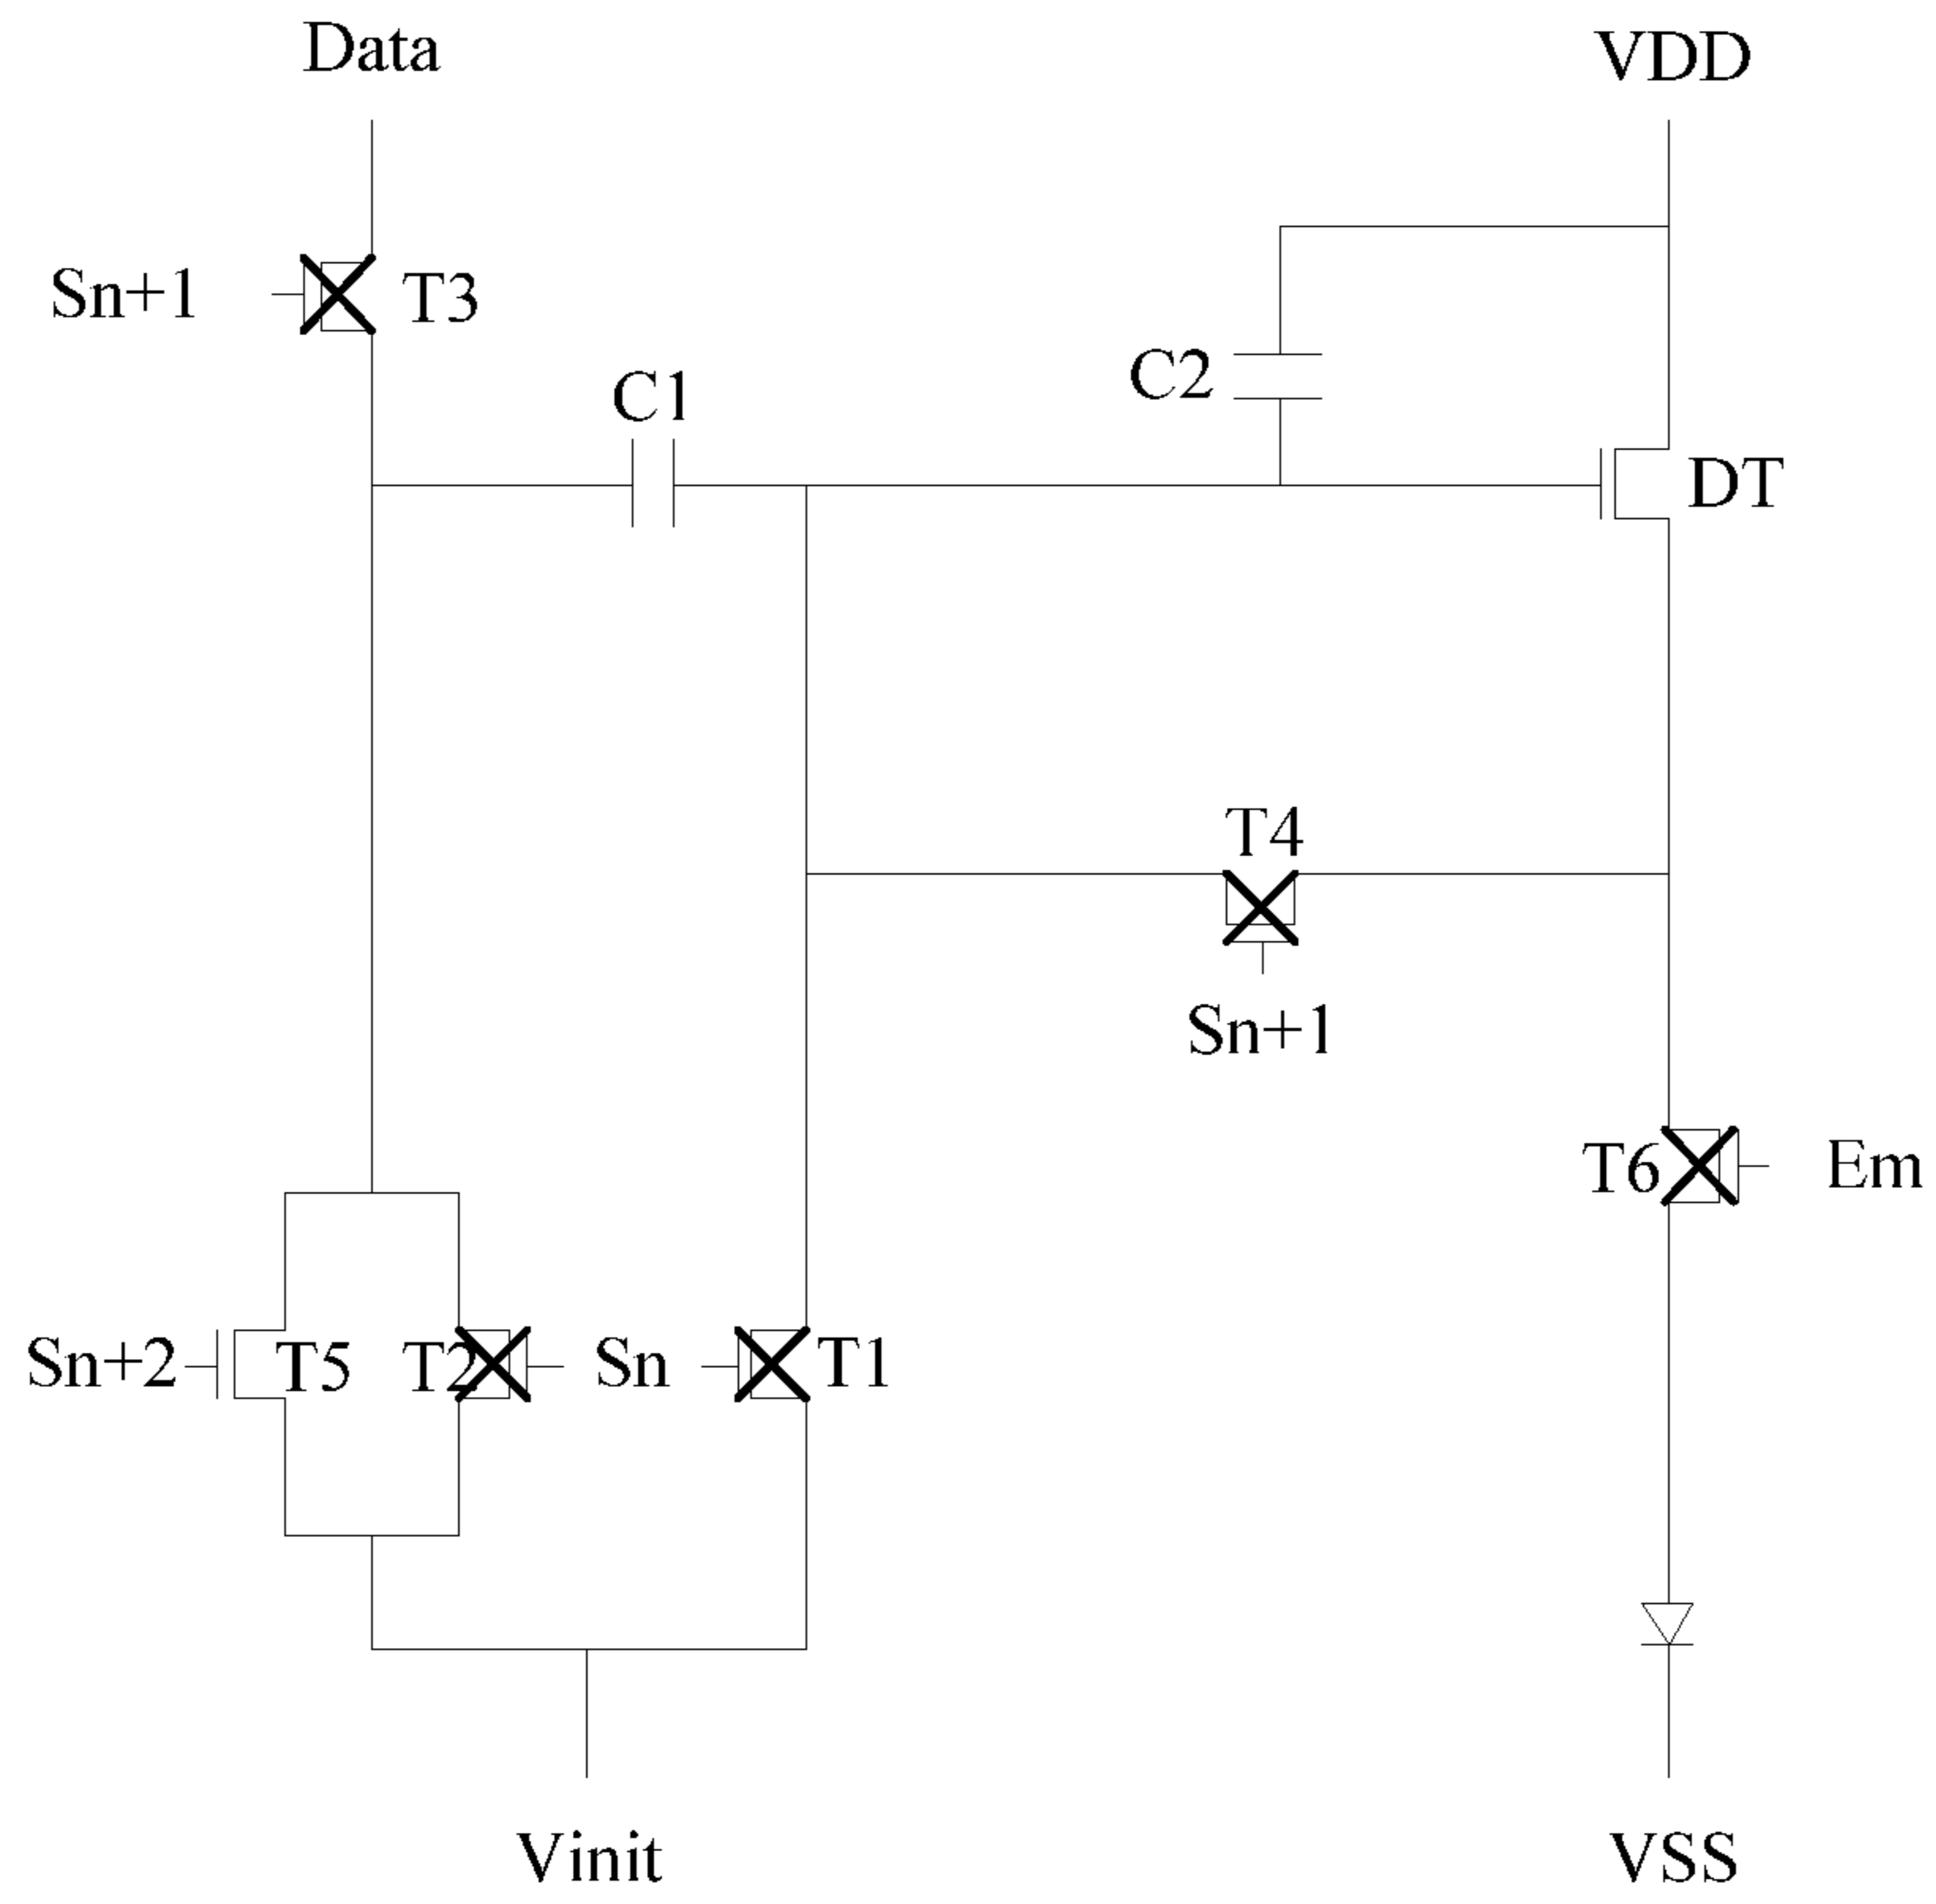 Data
VDD
Sn+1
T3
C1
C2
DT
T4
Sn+1
T6
Em
Sn+2
T5
T2
Sn
T1
Vinit
VSS